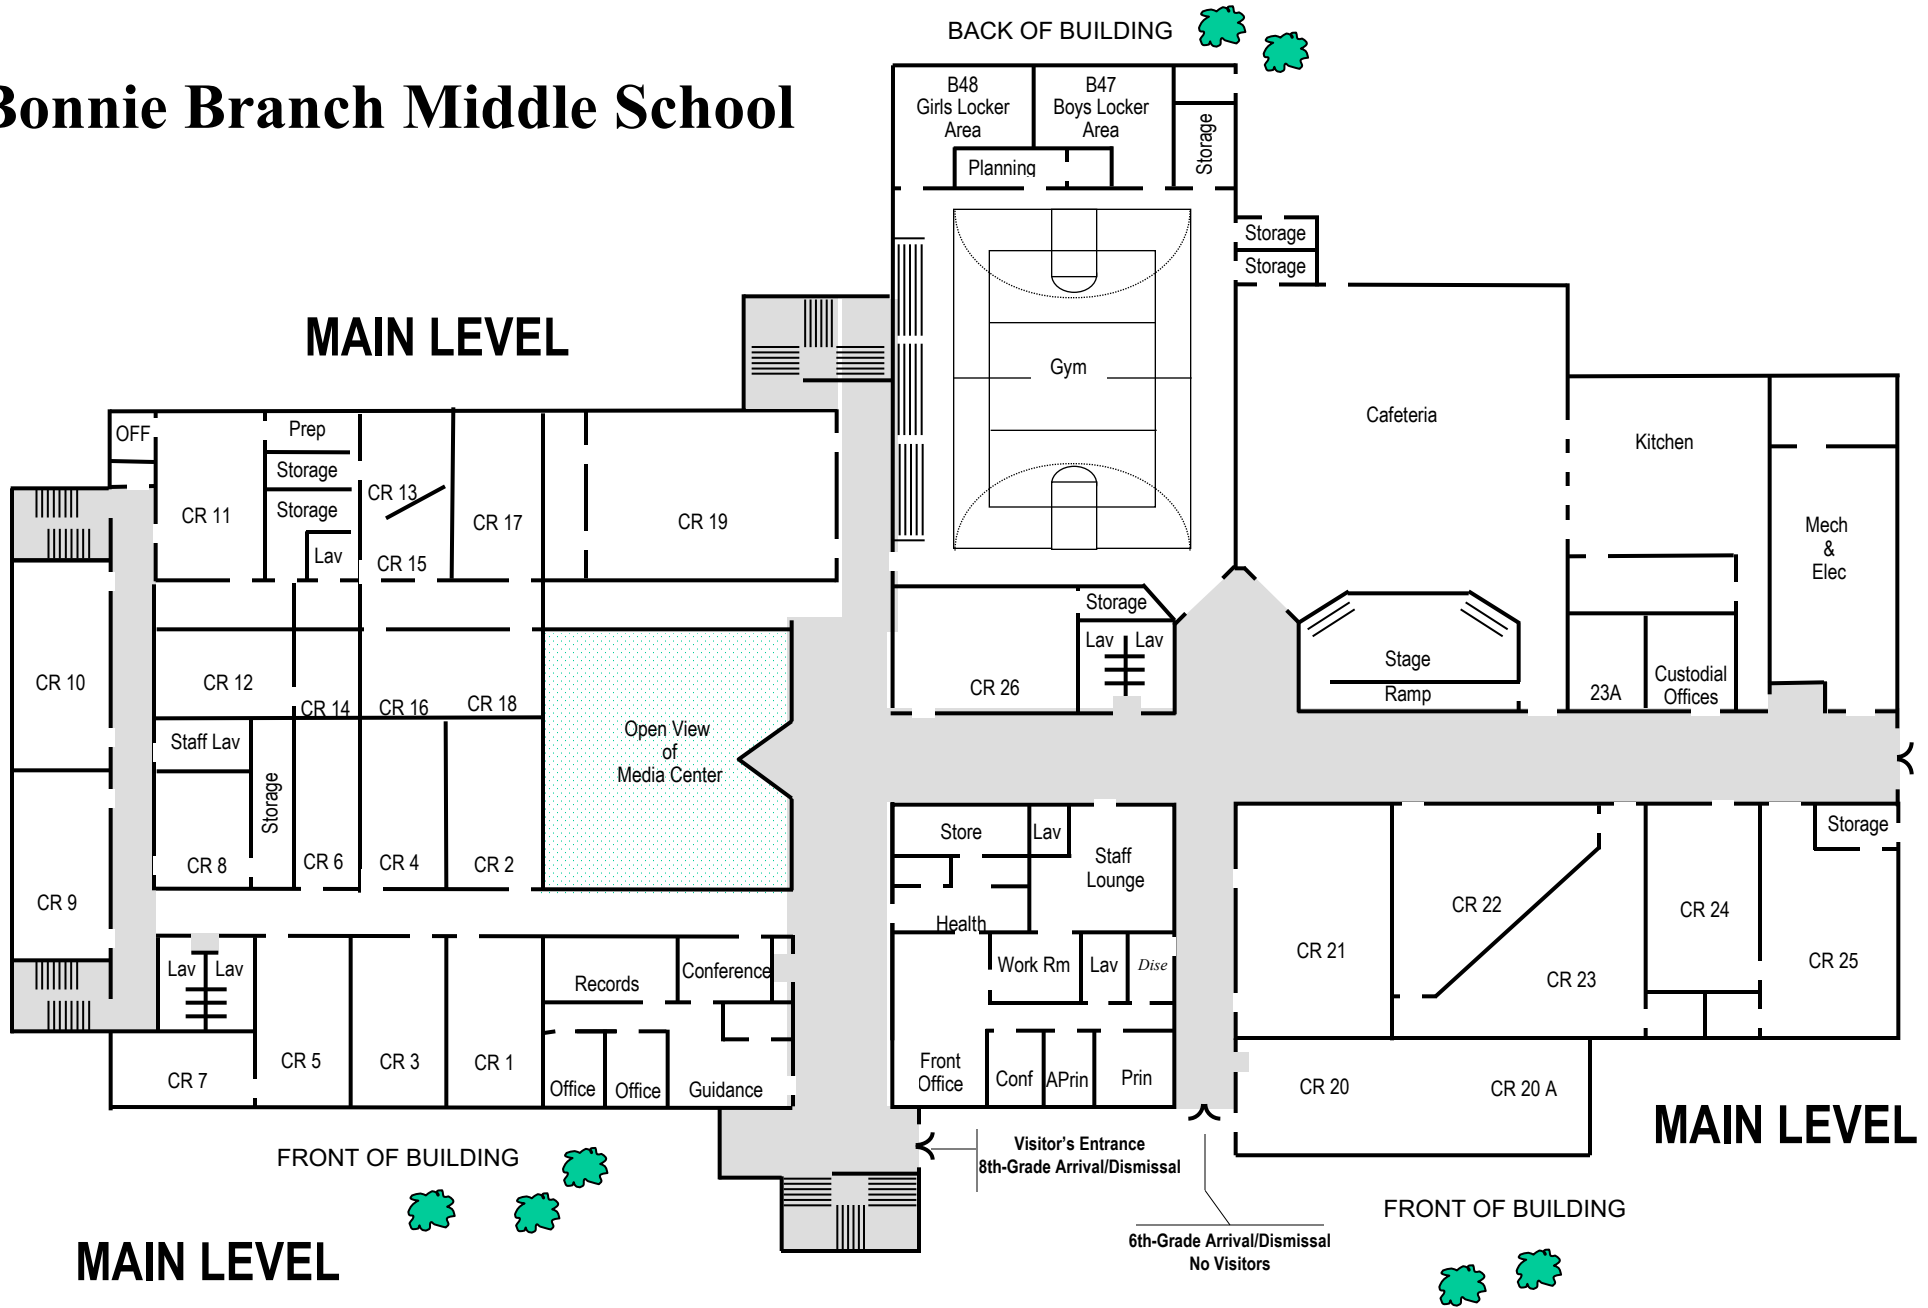 BACK OF BUILDING
Bonnie Branch Middle School
B48
Girls Locker
Area
B47
Boys Locker
Area
Storage
Planning
Storage
Storage
MAIN LEVEL
Gym
Cafeteria
Kitchen
Mech
&
Elec
OFF
Prep
Storage
Storage
Lav
CR 11
CR 13
CR 15
CR 17
CR 19
Storage
Lav
Lav
CR 26
Stage
Ramp
23A
Custodial
Offices
CR 10
CR 12
CR 14
CR 16
CR 18
Open View
of
Media Center
Staff Lav
Storage
CR 8
CR 6
CR 4
CR 2
CR 9
Store
Lav
Staff
Lounge
Health
Work Rm
Lav
Dise
Storage
CR 22
CR 24
CR 21
CR 23
CR 25
Lav
Lav
Records
Conference
CR 7
CR 5
CR 3
CR 1
Office
Office
Guidance
Front
Office
Conf
APrin
Prin
CR 20
CR 20 A
MAIN LEVEL
FRONT OF BUILDING
Visitor's Entrance
8th-Grade Arrival/Dismissal
FRONT OF BUILDING
6th-Grade Arrival/Dismissal
No Visitors
MAIN LEVEL